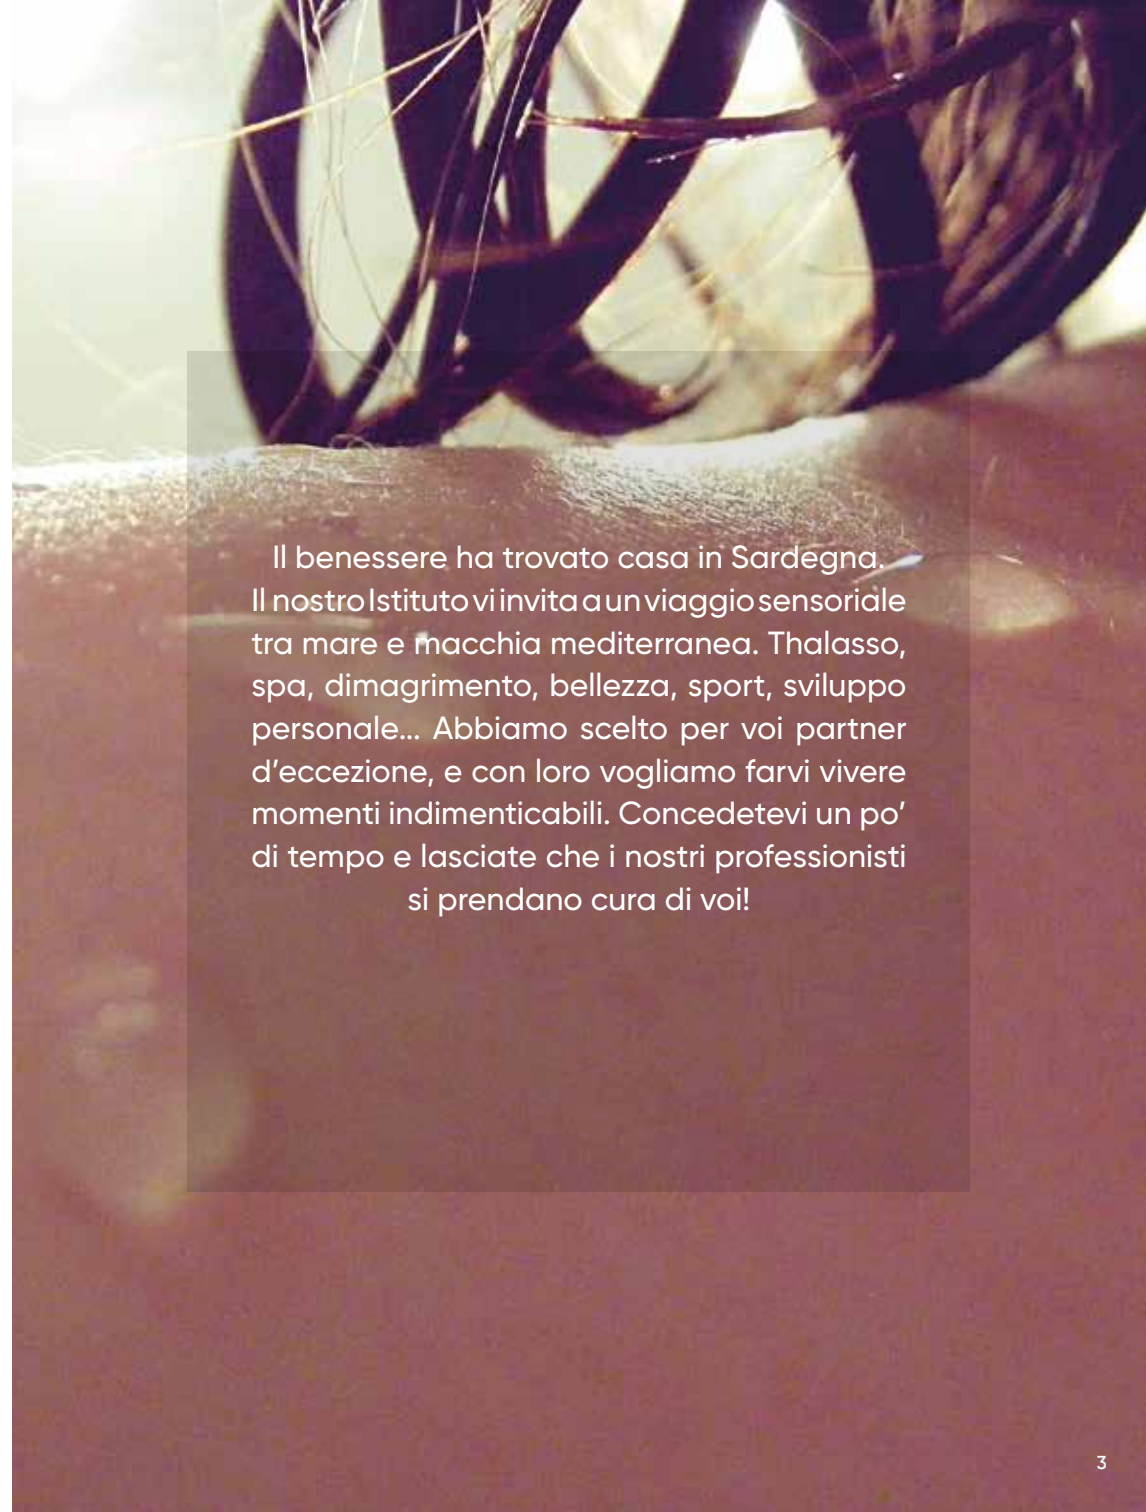 Il benessere ha trovato casa in Sardegna.
Il nostro Istituto vi invita a un viaggio sensoriale
tra mare e macchia mediterranea. Thalasso,
spa, dimagrimento, bellezza, sport, sviluppo
personale... Abbiamo scelto per voi partner
d’eccezione, e con loro vogliamo farvi vivere
momenti indimenticabili. Concedetevi un po’
di tempo e lasciate che i nostri professionisti
si prendano cura di voi!
3